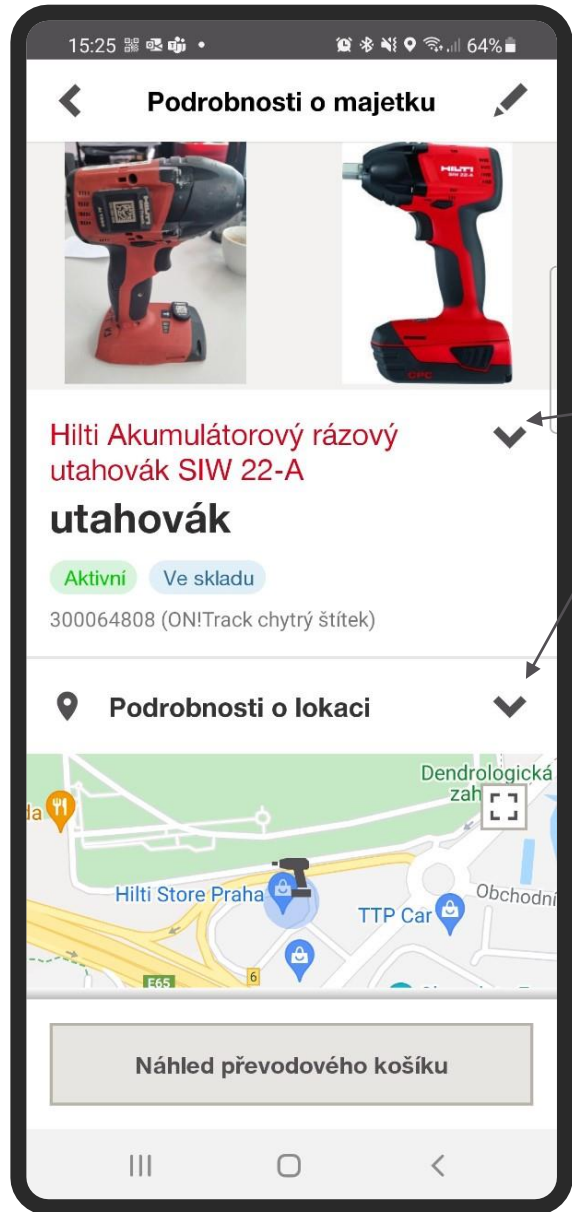 15:25
64%
Podrobnosti o majetku
HILTI
SIW 22-A
CPC
Hilti Akumulátorový rázový
utahovák SIW 22-A
utahovák
Aktivní Ve skladu
300064808 (ON!Track chytrý štítek)
Podrobnosti o lokaci
Dendrologická
zah
da
Hilti Store Praha
TTP Car
Obchodní
E65
6
Náhled převodového košíku